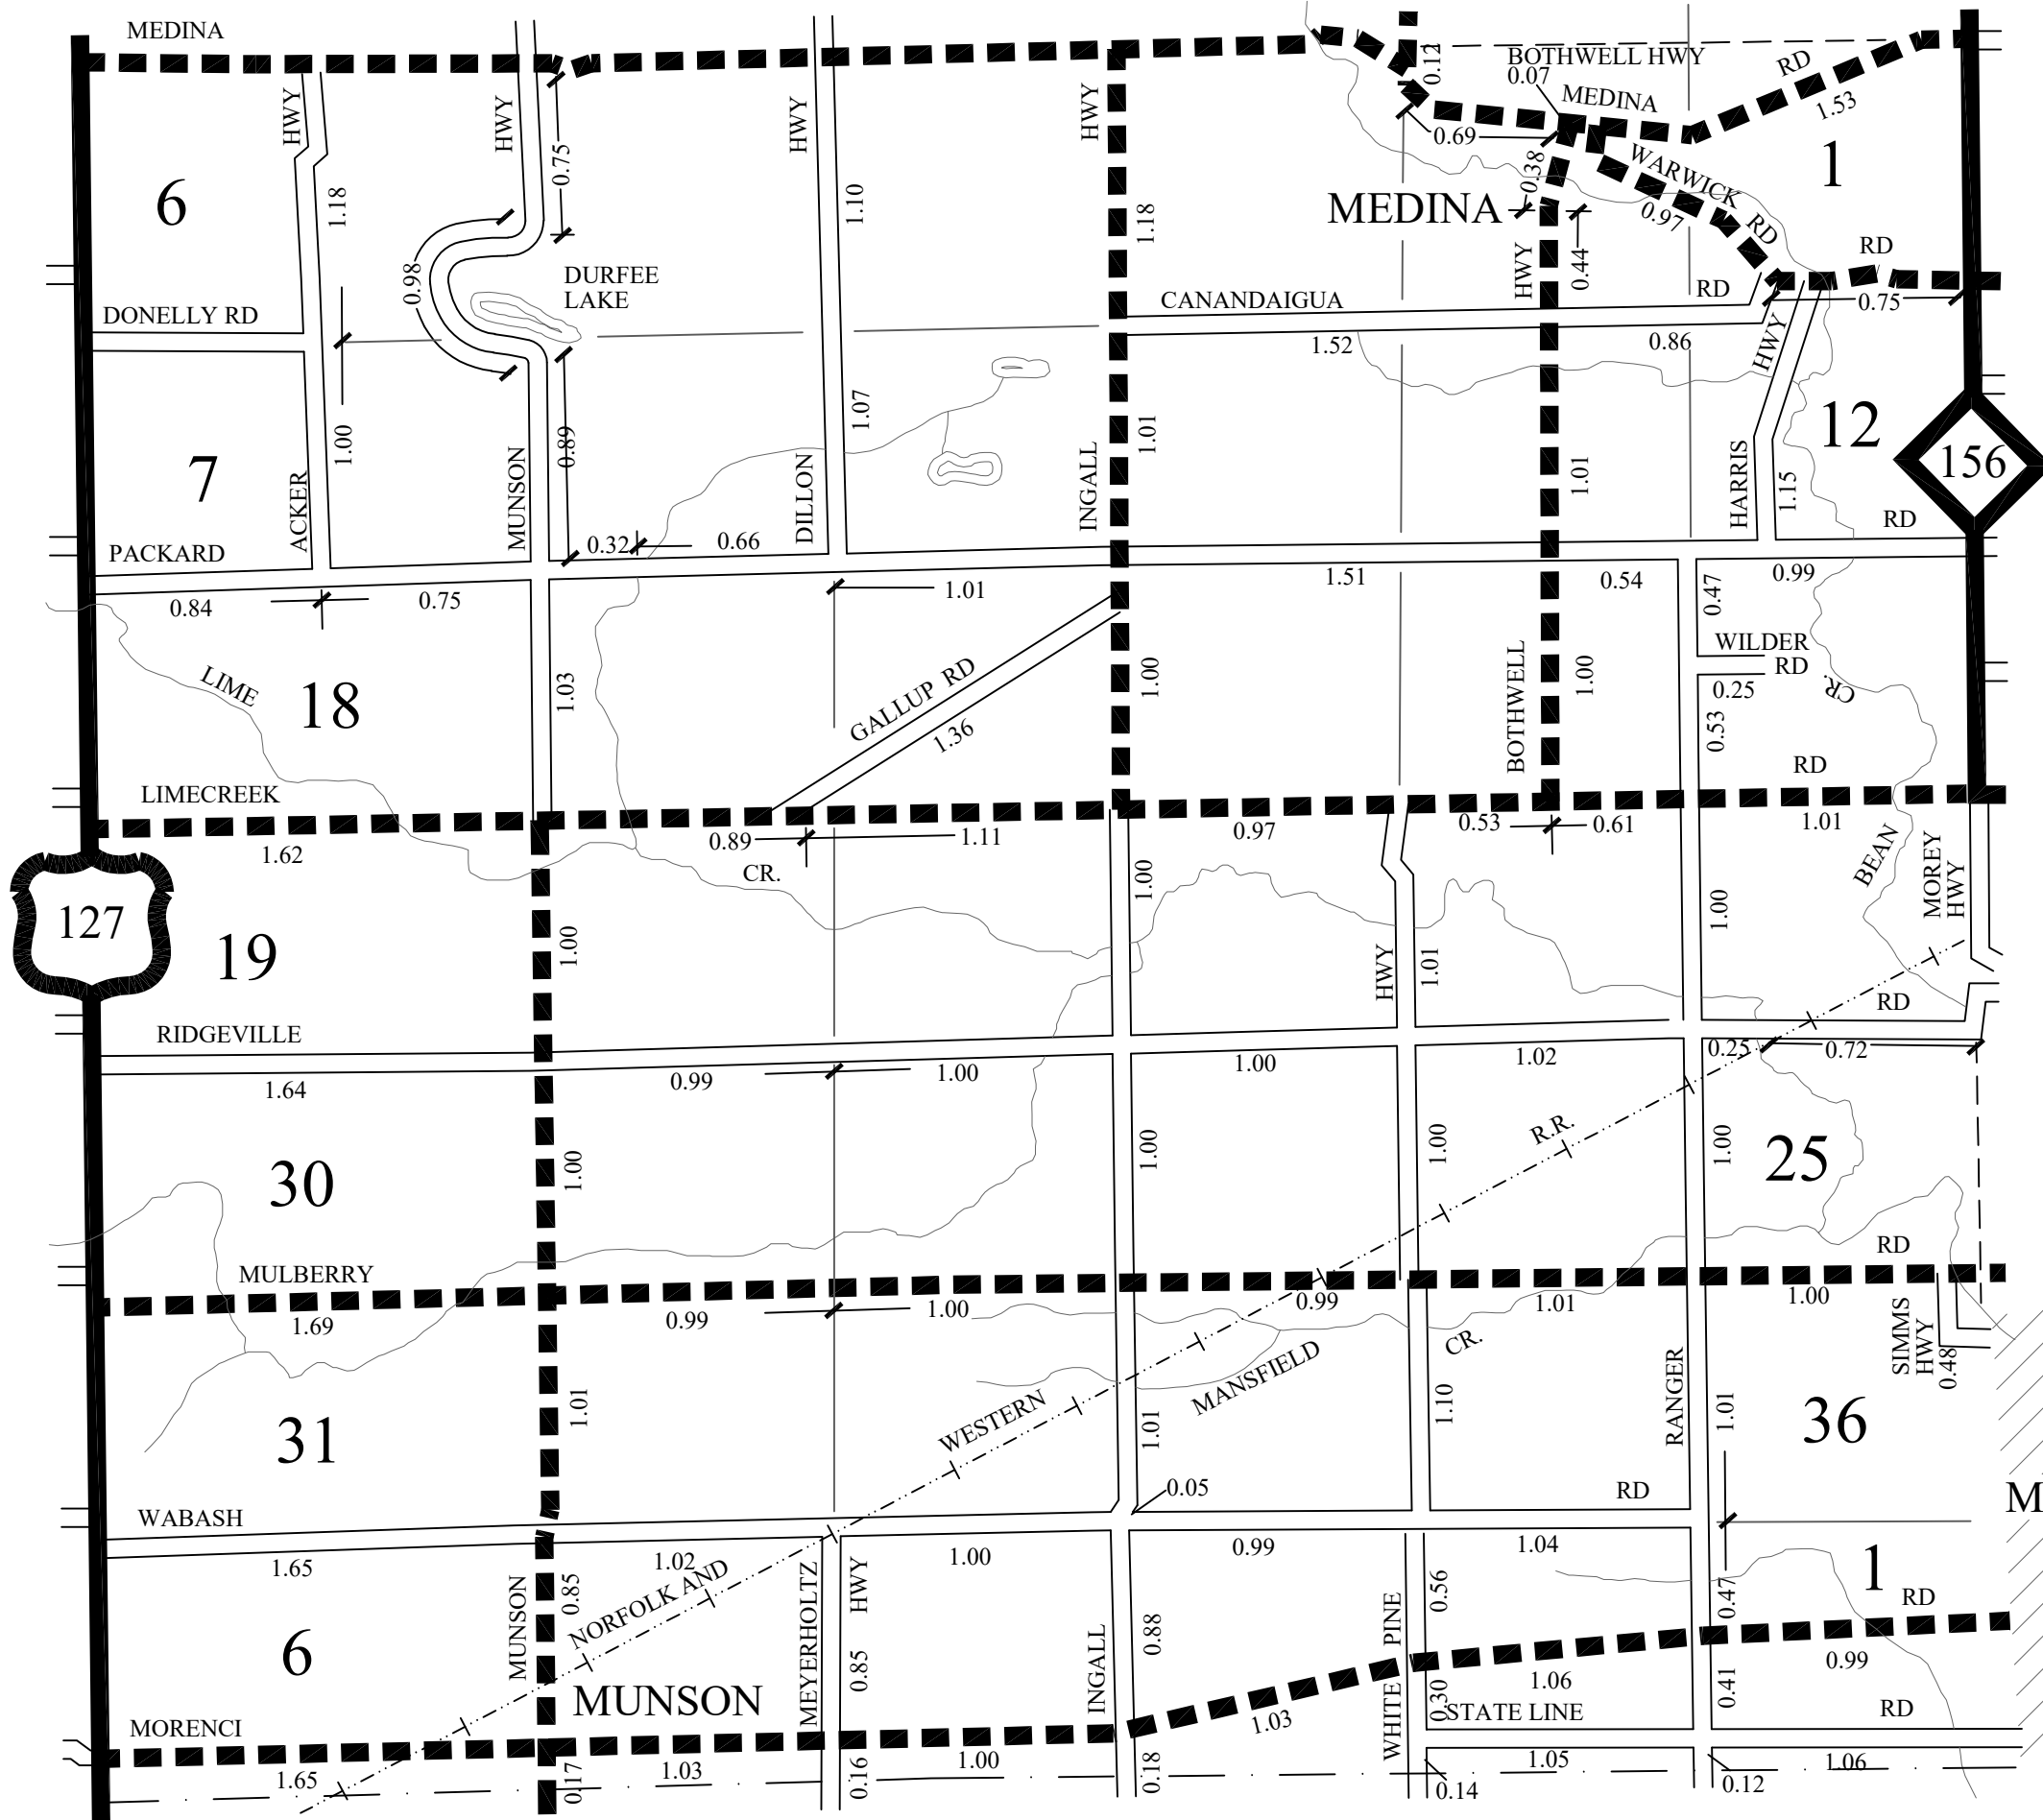 MEDINA
BOTHWELL HWY
0.12
0.07
MEDINA
RD
1.53
HWY
HWY
HWY
HWY
0.75
0.69
0.38
WARWICK
RD
0.97
1
6
1.18
1.10
1.18
MEDINA
0.44
HWY
RD
0.98
DURFEE
LAKE
DONELLY RD
CANANDAIGUA
RD
0.75
1.52
0.86
HWY
7
1.00
0.89
1.07
1.01
1.01
12
156
ACKER
MUNSON
DILLON
INGALL
HARRIS
1.15
RD
PACKARD
0.32
0.66
0.84
0.75
1.01
1.51
0.54
0.99
0.47
WILDER
RD
0.25
CR.
LIME
18
1.03
GALLUP RD
1.36
1.00
BOTHWELL
1.00
0.53
RD
LIMECREEK
1.62
0.89
1.11
0.97
0.53
0.61
1.01
CR.
1.00
BEAN
MOREY
HWY
127
19
1.00
HWY
1.01
1.00
RIDGEVILLE
RD
1.64
0.99
1.00
1.00
1.02
0.25
0.72
30
1.00
1.00
1.00
R.R.
1.00
25
MULBERRY
RD
1.69
0.99
1.00
0.99
1.01
1.00
SIMMS
HWY
0.48
31
1.01
WESTERN
MANSFIELD
CR.
1.01
1.10
RANGER
1.01
36
WABASH
0.05
RD
M
1.65
1.02
1.00
0.99
1.04
1
NORFOLK AND
0.85
HWY
0.56
0.47
RD
6
MUNSON
MUNSON
MEYERHOLTZ
0.85
INGALL
0.88
WHITE PINE
1.06
0.99
0.41
0.30
STATE LINE
RD
MORENCI
1.03
1.65
0.17
1.03
0.16
1.00
0.18
0.14
1.05
0.12
1.06